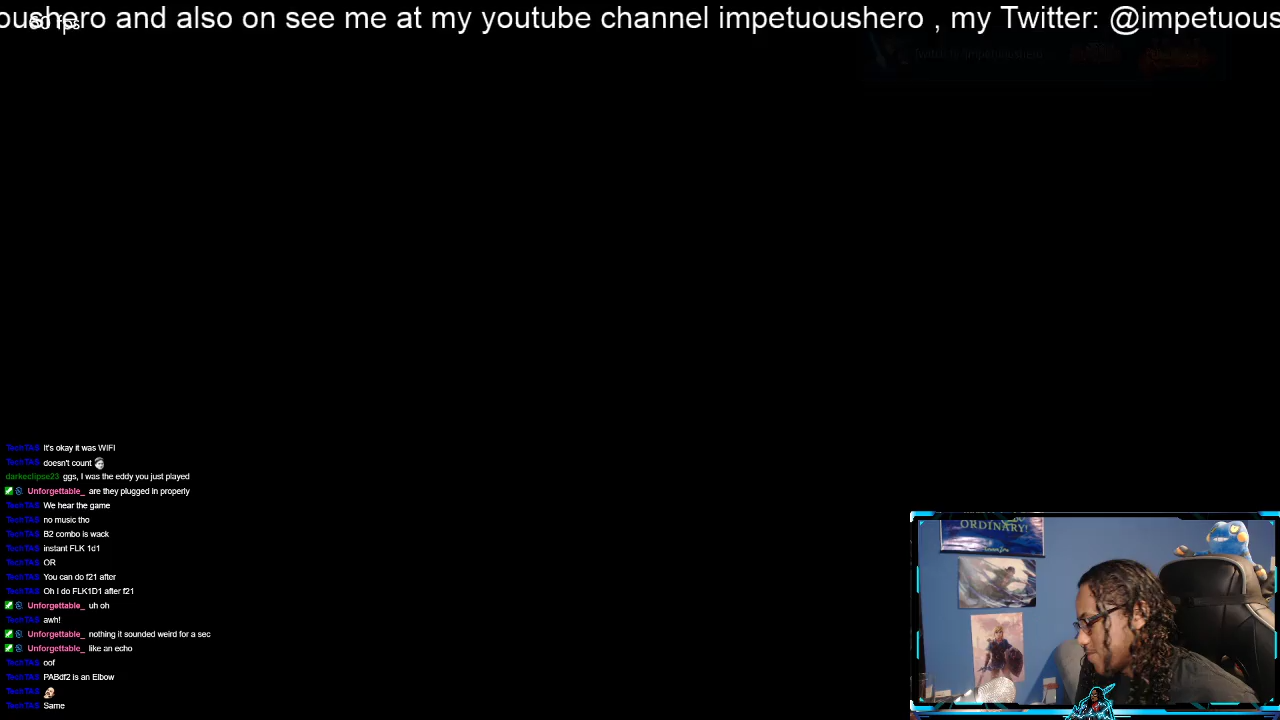 oushero and also on see me at my youtube channel impetuoushero , my Twitter: @impetuous
60 fps
TechTAS It's okay it was WIFI
TechTAS doesn't count
darkeclipse23 ggs, I was the eddy you just played
Unforgettable_ are they plugged in properly
TechTAS We hear the game
TechTAS no music tho
TechTAS B2 combo is wack
TechTAS instant FLK 1d1
TechTAS OR
TechTAS You can do f21 after
TechTAS Oh I do FLK1D1 after f21
Unforgettable_ uh oh
TechTAS awh!
Unforgettable_ nothing it sounded weird for a sec
Unforgettable_ like an echo
TechTAS oof
TechTAS PABdf2 is an Elbow
TechTAS
TechTAS Same
ORDINARY!